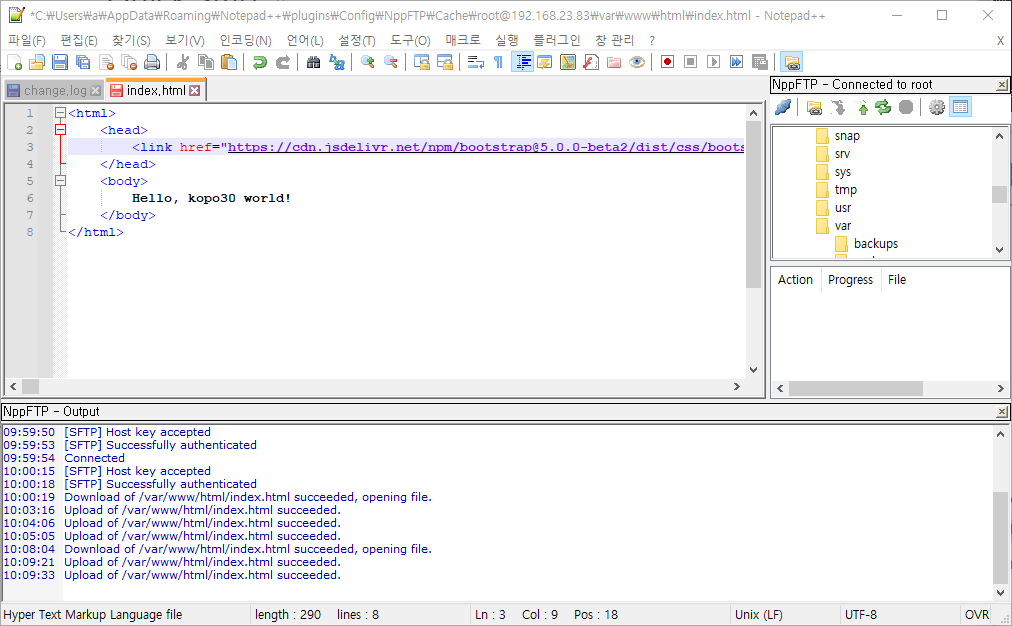 *C:\Users\a\AppData\Roaming\Notepad++\plugins\Config\NppFTP\Cache\root@192.168.23.83\var\www\html\index.html - Notepad++
파일(F) 편집(E) 찾기(S) 보기(V) 인코딩(N) 언어(L) 설정(T) 도구(O) 매크로 실행 플러그인 창 관리 ? X
change.log index.html
1 <html>
2 <head>
3 <link href="https://cdn.jsdelivr.net/npm/bootstrap@5.0.0-beta2/dist/css/boots
4 </head>
5 <body>
6 Hello, kopo30 world!
7 </body>
8 </html>
NppFTP - Connected to root
snap
srv
sys
tmp
usr
var
backups
Action Progress File
NppFTP - Output
09:59:50 [SFTP] Host key accepted
09:59:53 [SFTP] Successfully authenticated
09:59:54 Connected
10:00:15 [SFTP] Host key accepted
10:00:18 [SFTP] Successfully authenticated
10:00:19 Download of /var/www/html/index.html succeeded, opening file.
10:03:16 Upload of /var/www/html/index.html succeeded.
10:04:06 Upload of /var/www/html/index.html succeeded.
10:05:05 Upload of /var/www/html/index.html succeeded.
10:08:04 Download of /var/www/html/index.html succeeded, opening file.
10:09:21 Upload of /var/www/html/index.html succeeded.
10:09:33 Upload of /var/www/html/index.html succeeded.
Hyper Text Markup Language file length : 290 lines : 8 Ln : 3 Col : 9 Pos : 18 Unix (LF) UTF-8 OVR